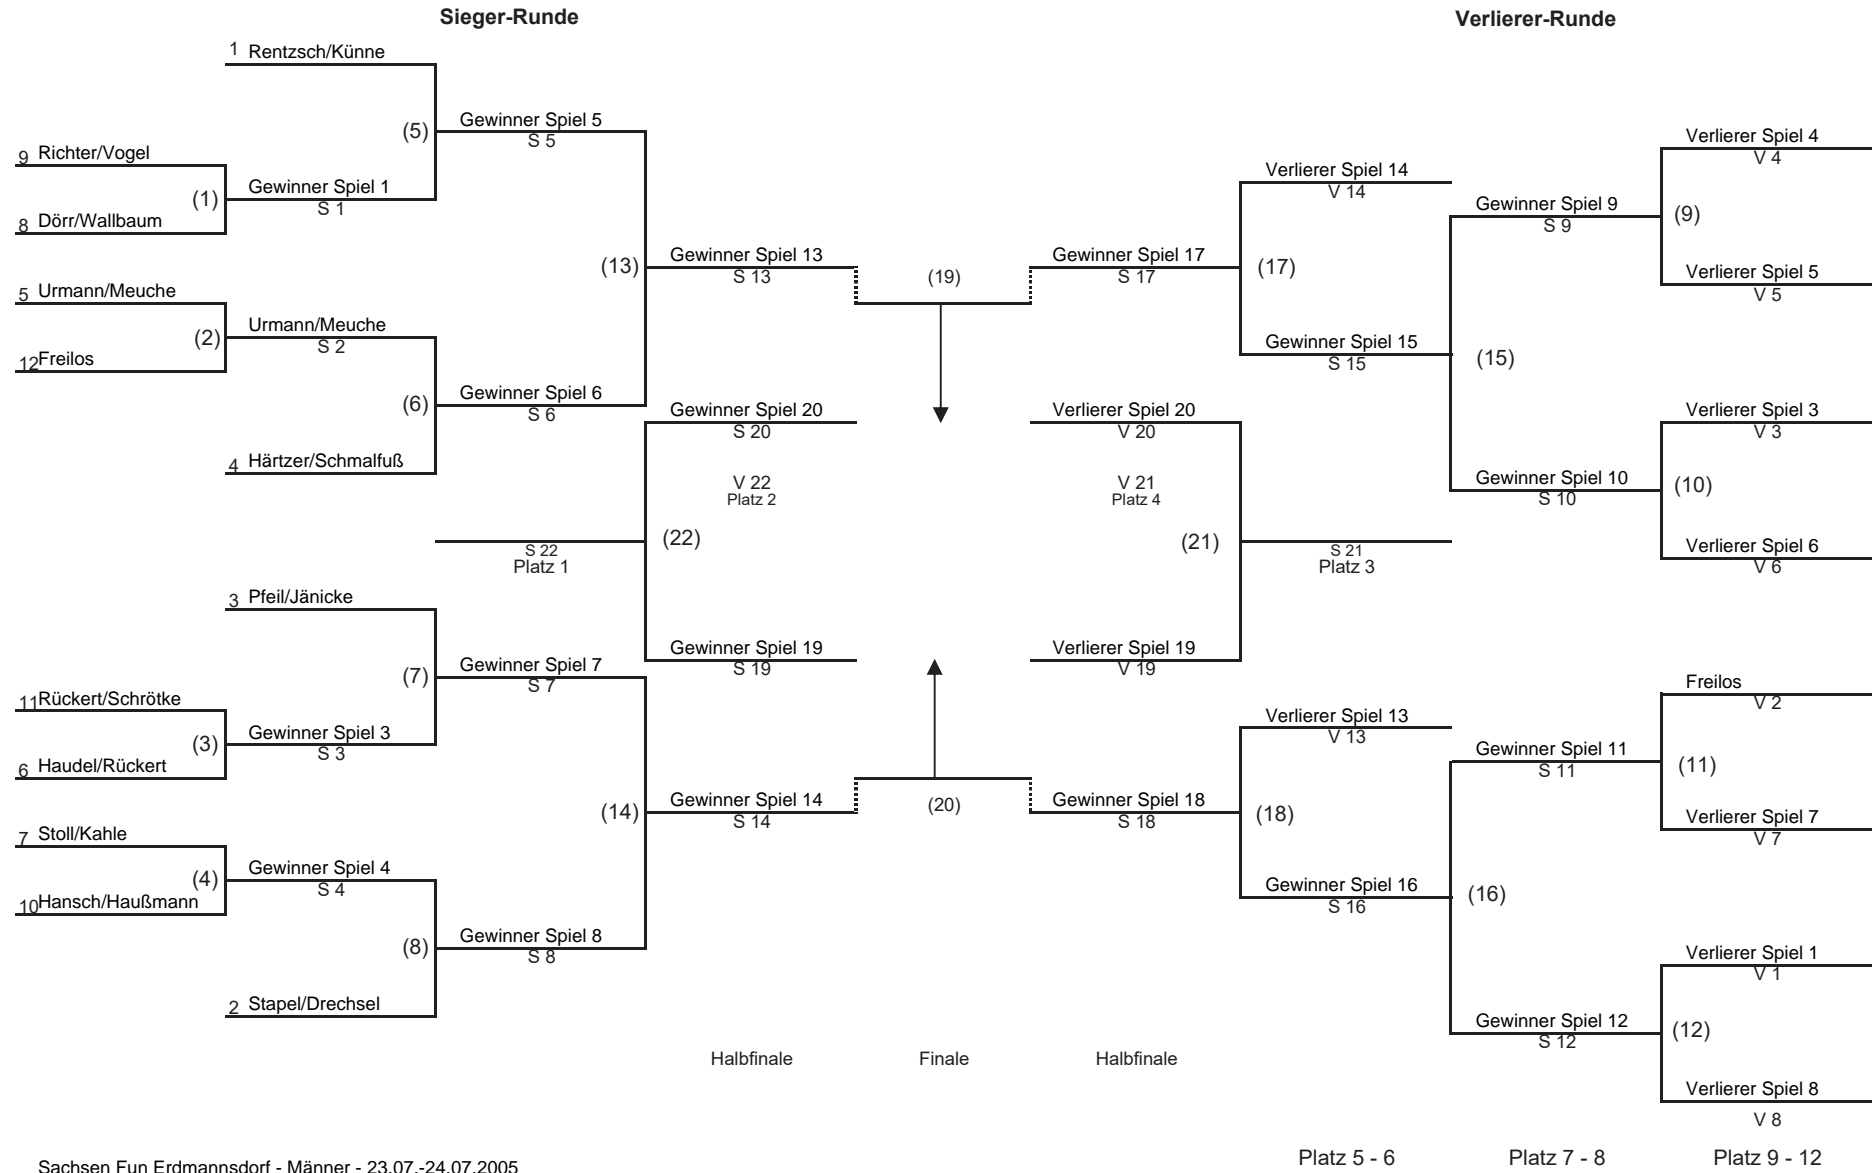 Sieger-Runde
Verlierer-Runde
1 Rentzsch/Künne
(5)
Gewinner Spiel 5
S 5
9 Richter/Vogel
(1)
Gewinner Spiel 1
S 1
8 Dörr/Wallbaum
(13)
Gewinner Spiel 13
S 13
5 Urmann/Meuche
(2)
Urmann/Meuche
S 2
12 Freilos
(6)
Gewinner Spiel 6
S 6
4 Härtzer/Schmalfuß
Gewinner Spiel 20
S 20
V 22
Platz 2
(22)
S 22
Platz 1
3 Pfeil/Jänicke
(7)
Gewinner Spiel 7
S 7
Gewinner Spiel 19
S 19
11 Rückert/Schrötke
(3)
Gewinner Spiel 3
S 3
6 Haudel/Rückert
(14)
Gewinner Spiel 14
S 14
7 Stoll/Kahle
(4)
Gewinner Spiel 4
S 4
10 Hansch/Haußmann
(8)
Gewinner Spiel 8
S 8
2 Stapel/Drechsel
(19)
(20)
Verlierer Spiel 4
V 4
Verlierer Spiel 14
V 14
Gewinner Spiel 9
S 9
(9)
Gewinner Spiel 17
S 17
(17)
Verlierer Spiel 5
V 5
Gewinner Spiel 15
S 15
(15)
Verlierer Spiel 20
V 20
Verlierer Spiel 3
V 3
V 21
Platz 4
Gewinner Spiel 10
S 10
(10)
(21)
S 21
Platz 3
Verlierer Spiel 6
V 6
Verlierer Spiel 19
V 19
Freilos
V 2
Verlierer Spiel 13
V 13
Gewinner Spiel 11
S 11
(11)
Gewinner Spiel 18
S 18
(18)
Verlierer Spiel 7
V 7
Gewinner Spiel 16
S 16
(16)
Verlierer Spiel 1
V 1
Gewinner Spiel 12
S 12
(12)
Verlierer Spiel 8
V 8
Halbfinale
Finale
Halbfinale
Platz 5 - 6
Platz 7 - 8
Platz 9 - 12
Sachsen Fun Erdmannsdorf - Männer - 23.07.-24.07.2005